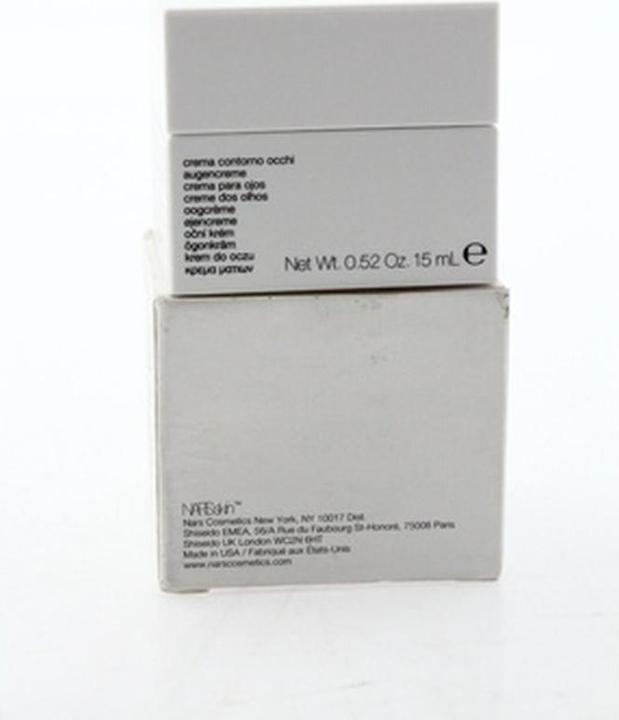 crema contorno occhi
augencreme
crema para ojos
creme dos olhos
oogcrème
øjencreme
oční krém
ögonkräm
krem do oczu
κρεμα ματιων
Net Wt. 0.52 Oz. 15 mL ℮
NARSskin™
Nars Cosmetics New York, NY 10017 Dist.
Shiseido EMEA, 56/A Rue du Faubourg St-Honoré, 75008 Paris
Shiseido UK London WC2N 6HT
Made in USA / Fabriqué aux États-Unis
www.narscosmetics.com